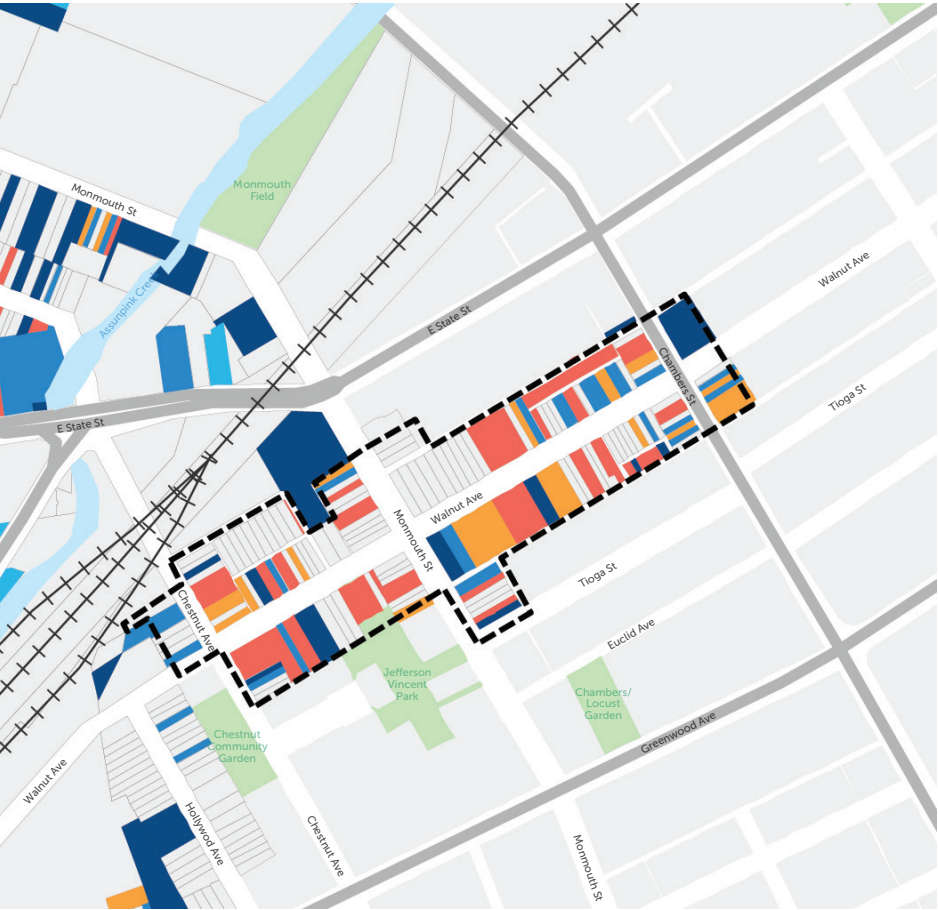 Monmouth
Field
Monmouth St
Assunpink Creek
E State St
Walnut Ave
Chambers St
Tioga St
E State St
Walnut Ave
Monmouth St
Tioga St
Chestnut Ave
Euclid Ave
Jefferson
Vincent
Park
Chambers/
Locust
Garden
Greenwood Ave
Chestnut
Community
Garden
Walnut Ave
Hollywod Ave
Chestnut Ave
Monmouth St